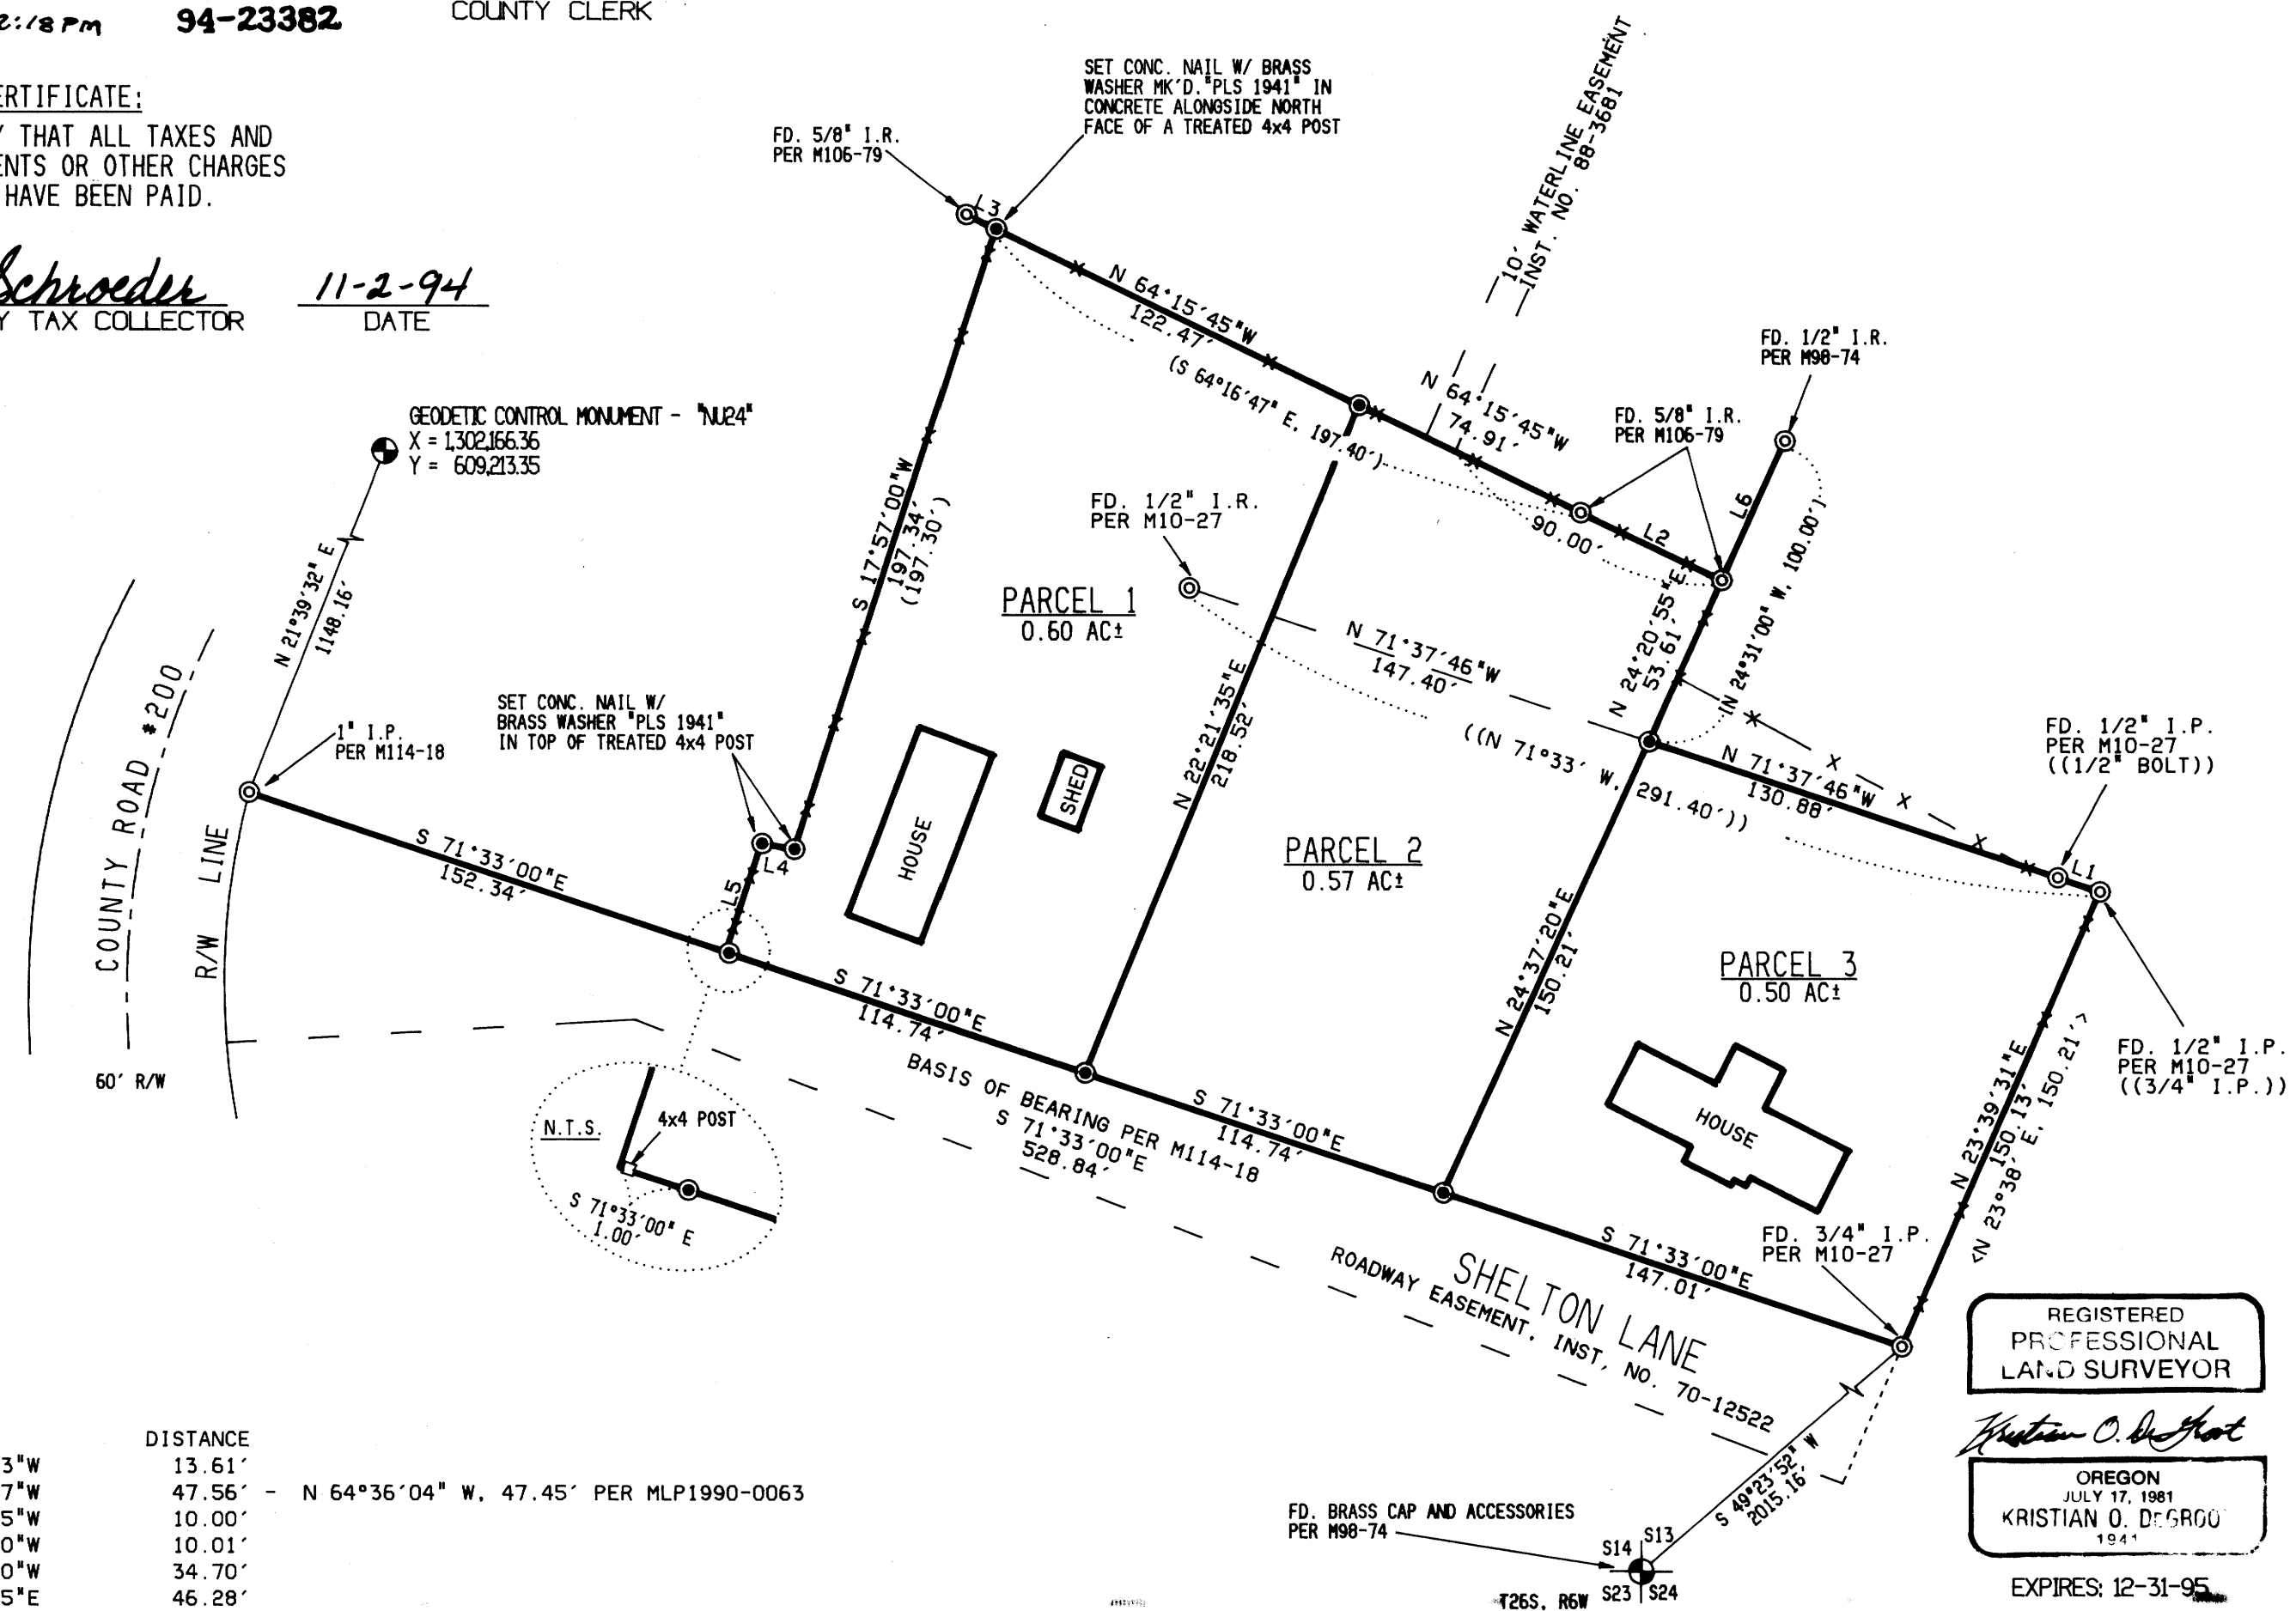 2:18 PM 94-23382
COUNTY CLERK
ERTIFICATE:
Y THAT ALL TAXES AND
ENTS OR OTHER CHARGES
HAVE BEEN PAID.
Schroeder 11-2-94
Y TAX COLLECTOR DATE
SET CONC. NAIL W/ BRASS
WASHER MK'D. "PLS 1941" IN
CONCRETE ALONGSIDE NORTH
FACE OF A TREATED 4x4 POST
FD. 5/8" I.R.
PER M106-79
L3
10' WATERLINE EASEMENT
INST. NO. 88-3681
N 64°15'45"W
122.47'
(S 64°16'47" E, 197.40')
N 64°15'45"W
74.91'
FD. 1/2" I.R.
PER M98-74
FD. 5/8" I.R.
PER M106-79
L6
L2
90.00'
(N 24°31'00" W, 100.00')
N 24°20'55"E
53.61'
GEODETIC CONTROL MONUMENT - "NU24"
X = 1,302,166.36
Y = 609,213.35
N 21°39'32" E
1148.16'
S 17°57'00"W
197.34'
(197.30')
FD. 1/2" I.R.
PER M10-27
PARCEL 1
0.60 AC±
N 71°37'46"W
147.40'
((N 71°33' W, 291.40'))
N 22°21'35"E
218.52'
COUNTY ROAD #200
R/W LINE
60' R/W
1" I.P.
PER M114-18
SET CONC. NAIL W/
BRASS WASHER "PLS 1941"
IN TOP OF TREATED 4x4 POST
L4
L5
HOUSE
SHED
S 71°33'00"E
152.34'
PARCEL 2
0.57 AC±
N 71°37'46"W
130.88'
FD. 1/2" I.P.
PER M10-27
((1/2" BOLT))
L1
N 24°37'20"E
150.21'
PARCEL 3
0.50 AC±
HOUSE
FD. 1/2" I.P.
PER M10-27
((3/4" I.P.))
N 23°39'31"E
150.13'
<N 23°38' E, 150.21'>
S 71°33'00"E
114.74'
BASIS OF BEARING PER M114-18
S 71°33'00"E
528.84'
S 71°33'00"E
114.74'
S 71°33'00"E
147.01'
FD. 3/4" I.P.
PER M10-27
N.T.S.
4x4 POST
S 71°33'00" E
1.00'
SHELTON LANE
ROADWAY EASEMENT, INST, NO. 70-12522
S 49°23'52" W
2015.16'
FD. BRASS CAP AND ACCESSORIES
PER M98-74
S14 S13
S23 S24
T26S, R6W
DISTANCE
3"W 13.61'
7"W 47.56' - N 64°36'04" W, 47.45' PER MLP1990-0063
5"W 10.00'
0"W 10.01'
0"W 34.70'
5"E 46.28'
REGISTERED
PROFESSIONAL
LAND SURVEYOR
Kristian O. DeGroot
OREGON
JULY 17, 1981
KRISTIAN O. DeGROO
1941
EXPIRES: 12-31-95